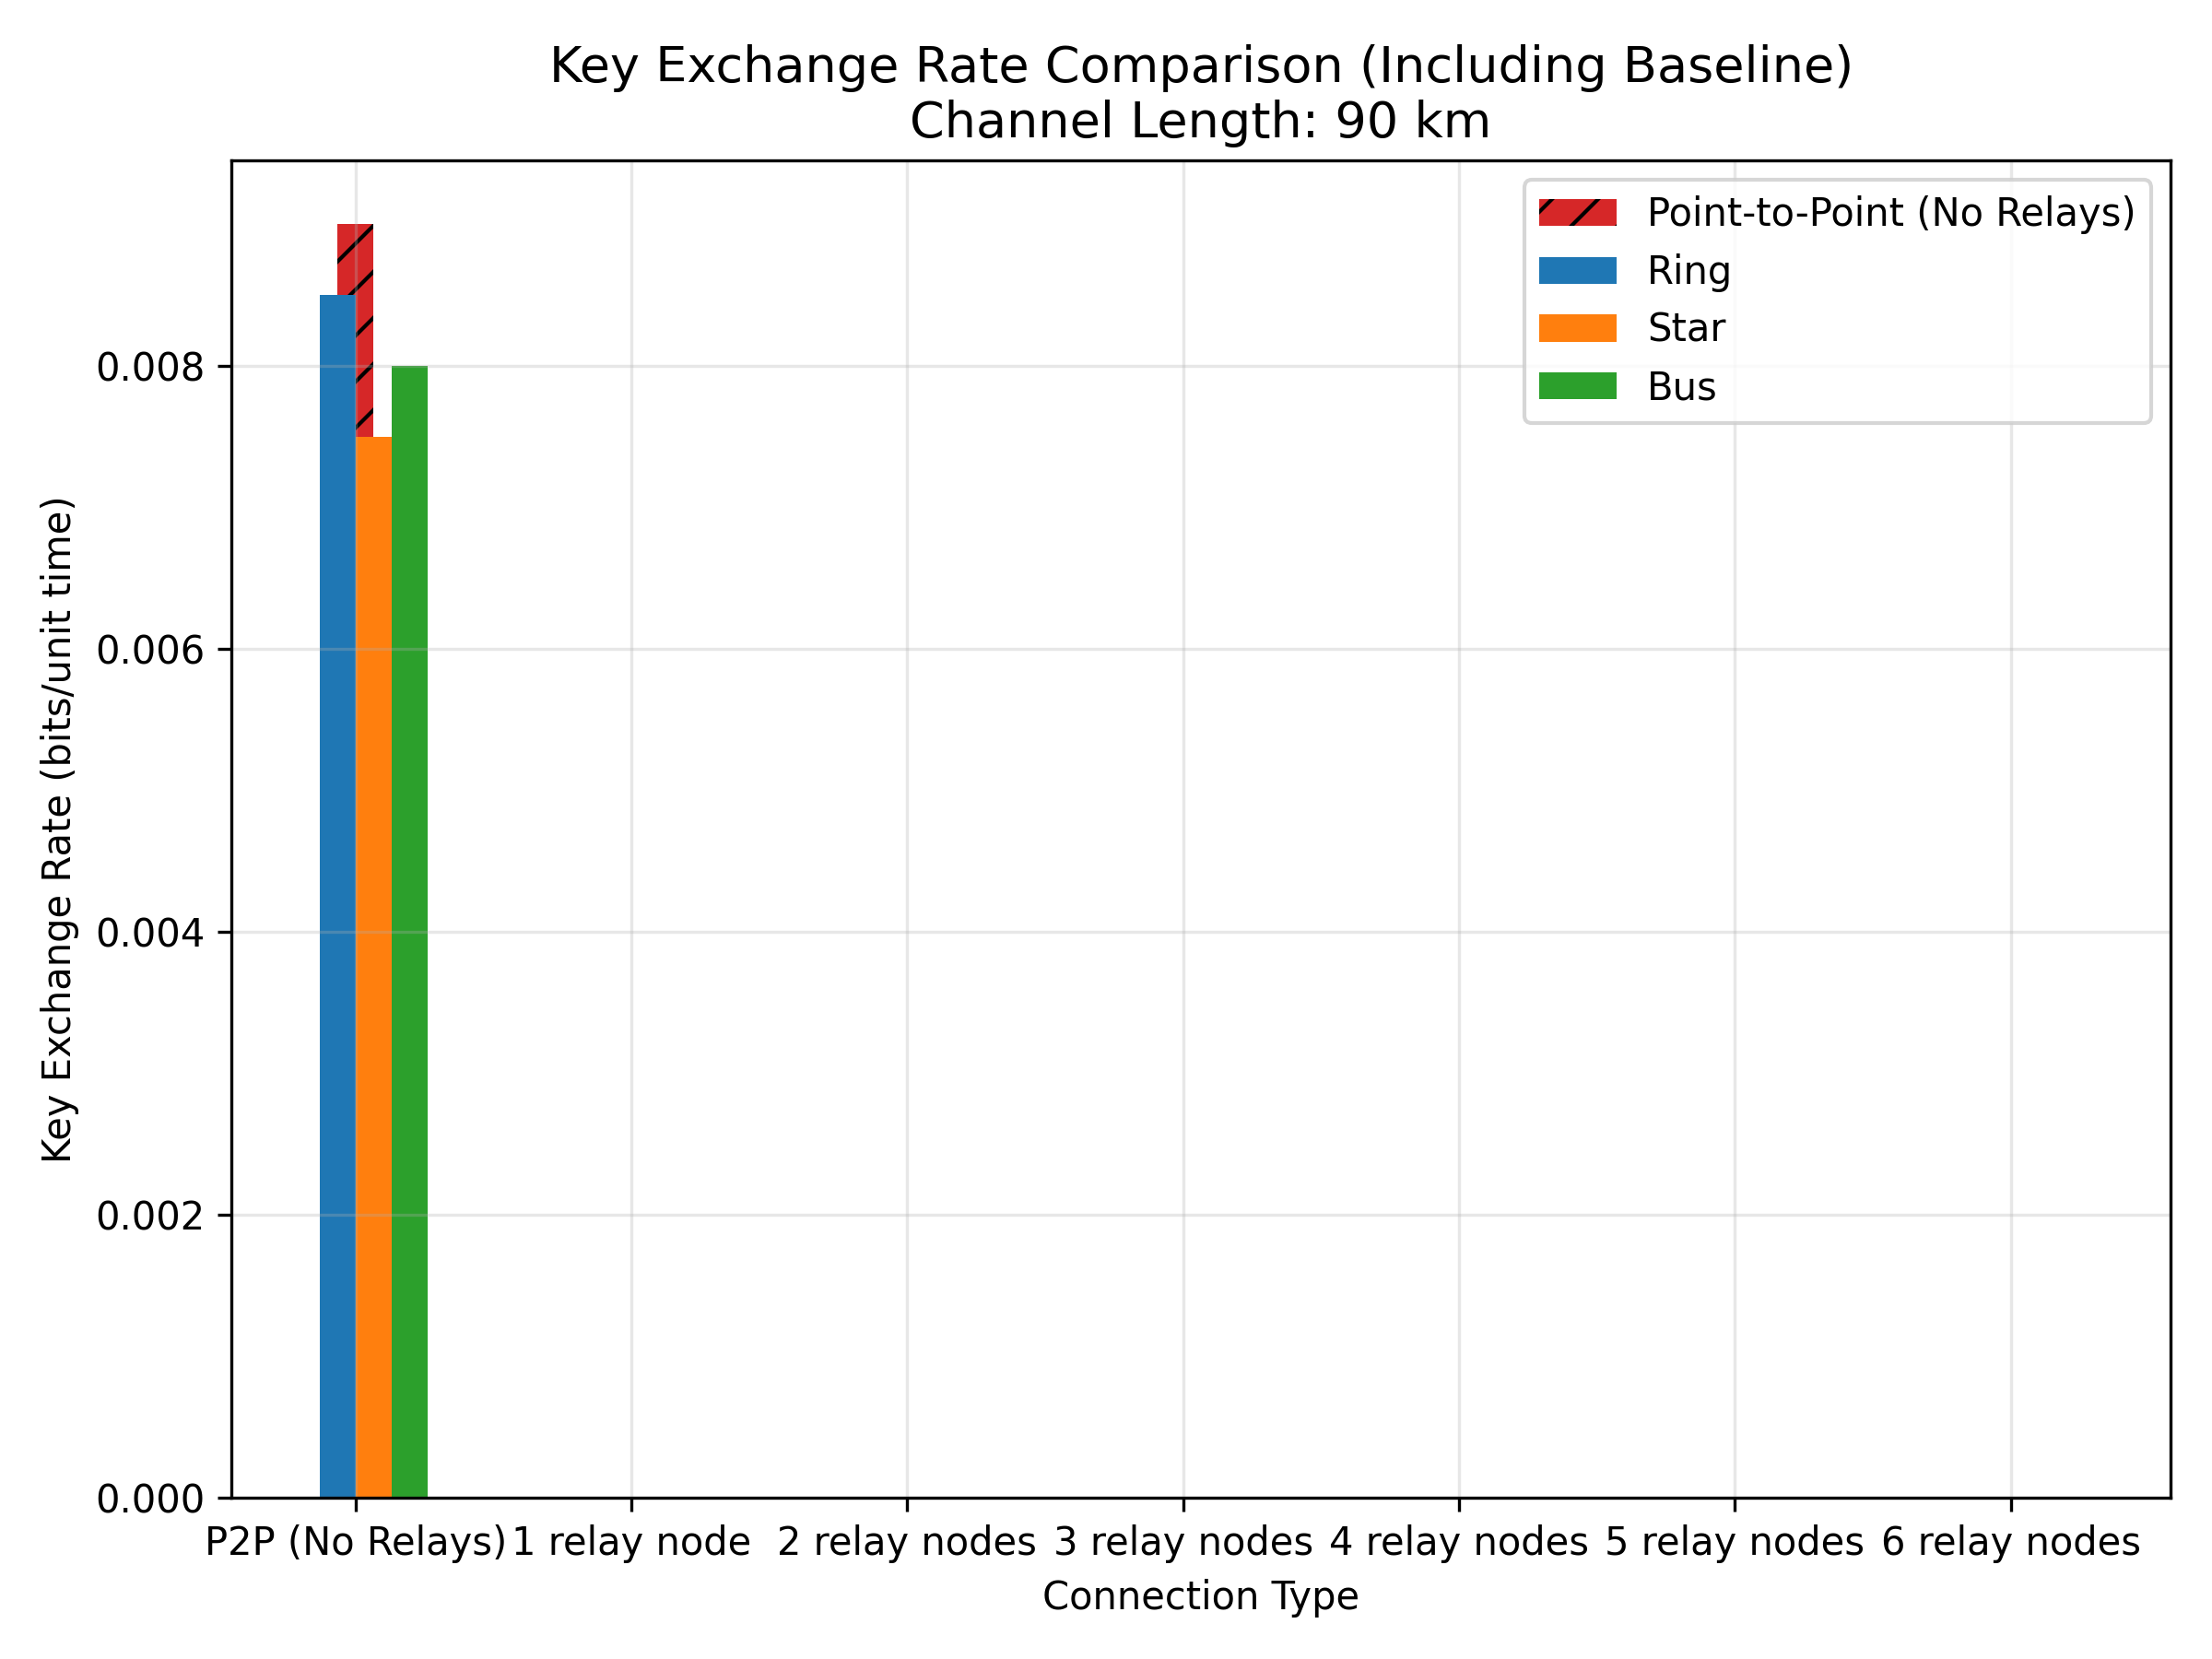 Key Exchange Rate Comparison (Including Baseline)
Channel Length: 90 km
Point-to-Point (No Relays)
Ring
Star
Bus
Key Exchange Rate (bits/unit time)
0.008
0.006
0.004
0.002
0.000
P2P (No Relays) 1 relay node 2 relay nodes 3 relay nodes 4 relay nodes 5 relay nodes 6 relay nodes
Connection Type